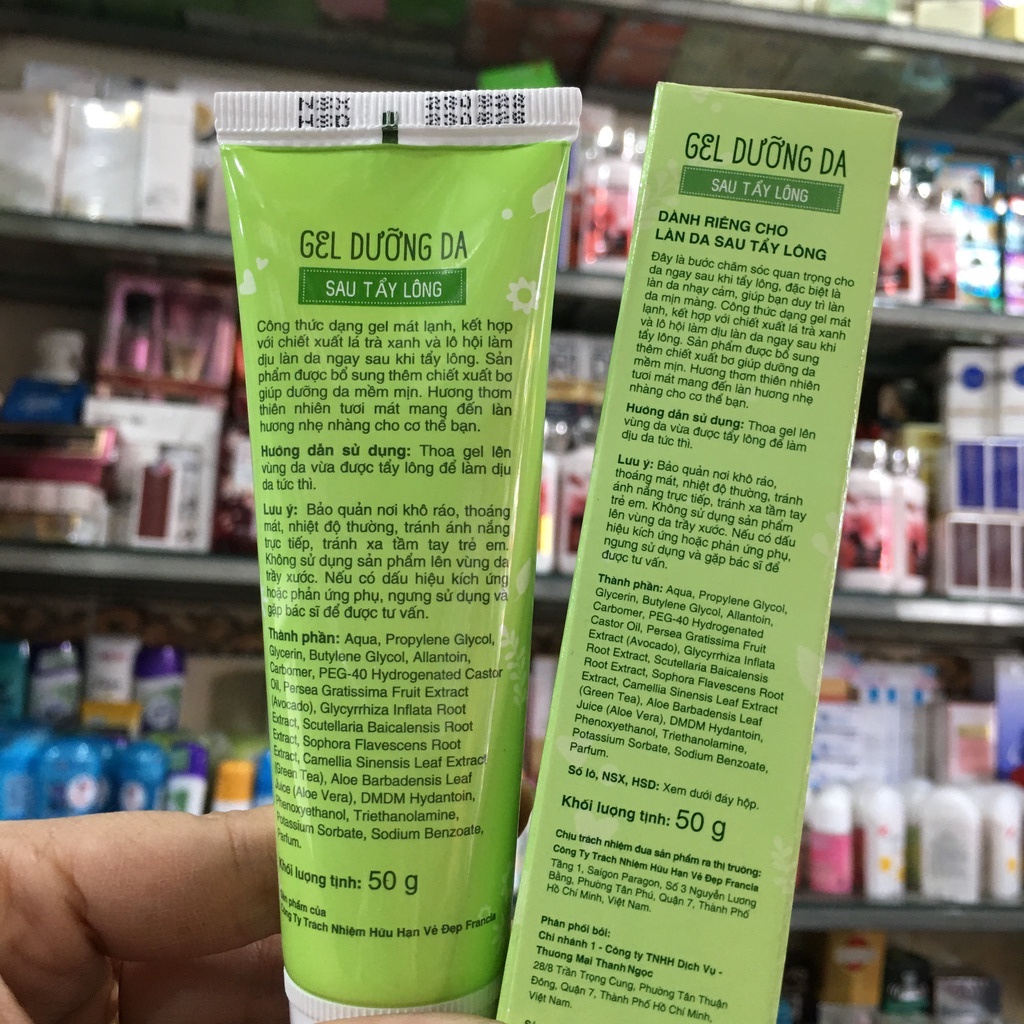 NSX
HSD
GEL DƯỠNG DA
SAU TẨY LÔNG
Công thức dạng gel mát lạnh, kết hợp
với chiết xuất lá trà xanh và lô hội làm
dịu làn da ngay sau khi tẩy lông. Sản
phẩm được bổ sung thêm chiết xuất bơ
giúp dưỡng da mềm mịn. Hương thơm
thiên nhiên tươi mát mang đến làn
hương nhẹ nhàng cho cơ thể bạn.
Hướng dẫn sử dụng: Thoa gel lên
vùng da vừa được tẩy lông để làm dịu
da tức thì.
Lưu ý: Bảo quản nơi khô ráo, thoáng
mát, nhiệt độ thường, tránh ánh nắng
trực tiếp, tránh xa tầm tay trẻ em.
Không sử dụng sản phẩm lên vùng da
trầy xước. Nếu có dấu hiệu kích ứng
hoặc phản ứng phụ, ngưng sử dụng và
gặp bác sĩ để được tư vấn.
Thành phần: Aqua, Propylene Glycol,
Glycerin, Butylene Glycol, Allantoin,
Carbomer, PEG-40 Hydrogenated Castor
Oil, Persea Gratissima Fruit Extract
(Avocado), Glycyrrhiza Inflata Root
Extract, Scutellaria Baicalensis Root
Extract, Sophora Flavescens Root
Extract, Camellia Sinensis Leaf Extract
(Green Tea), Aloe Barbadensis Leaf
Juice (Aloe Vera), DMDM Hydantoin,
Phenoxyethanol, Triethanolamine,
Potassium Sorbate, Sodium Benzoate,
Parfum.
Khối lượng tịnh: 50 g
Sản phẩm của
Công Ty Trách Nhiệm Hữu Hạn Vẻ Đẹp Francia
GEL DƯỠNG DA
SAU TẨY LÔNG
DÀNH RIÊNG CHO
LÀN DA SAU TẨY LÔNG
Đây là bước chăm sóc quan trọng cho
da ngay sau khi tẩy lông, đặc biệt là
làn da nhạy cảm, giúp bạn duy trì làn
da mịn màng. Công thức dạng gel mát
lạnh, kết hợp với chiết xuất lá trà xanh
và lô hội làm dịu làn da ngay sau khi
tẩy lông. Sản phẩm được bổ sung
thêm chiết xuất bơ giúp dưỡng da
mềm mịn. Hương thơm thiên nhiên
tươi mát mang đến làn hương nhẹ
nhàng cho cơ thể bạn.
Hướng dẫn sử dụng: Thoa gel lên
vùng da vừa được tẩy lông để làm
dịu da tức thì.
Lưu ý: Bảo quản nơi khô ráo,
thoáng mát, nhiệt độ thường, tránh
ánh nắng trực tiếp, tránh xa tầm tay
trẻ em. Không sử dụng sản phẩm
lên vùng da trầy xước. Nếu có dấu
hiệu kích ứng hoặc phản ứng phụ,
ngưng sử dụng và gặp bác sĩ để
được tư vấn.
Thành phần: Aqua, Propylene Glycol,
Glycerin, Butylene Glycol, Allantoin,
Carbomer, PEG-40 Hydrogenated
Castor Oil, Persea Gratissima Fruit
Extract (Avocado), Glycyrrhiza Inflata
Root Extract, Scutellaria Baicalensis
Root Extract, Sophora Flavescens Root
Extract, Camellia Sinensis Leaf Extract
(Green Tea), Aloe Barbadensis Leaf
Juice (Aloe Vera), DMDM Hydantoin,
Phenoxyethanol, Triethanolamine,
Potassium Sorbate, Sodium Benzoate,
Parfum.
Số lô, NSX, HSD: Xem dưới đáy hộp.
Khối lượng tịnh: 50 g
Chịu trách nhiệm đưa sản phẩm ra thị trường:
Công Ty Trách Nhiệm Hữu Hạn Vẻ Đẹp Francia
Tầng 1, Saigon Paragon, Số 3 Nguyễn Lương
Bằng, Phường Tân Phú, Quận 7, Thành Phố
Hồ Chí Minh, Việt Nam.
Phân phối bởi:
Chi nhánh 1 - Công ty TNHH Dịch Vụ -
Thương Mại Thanh Ngọc
28/8 Trần Trọng Cung, Phường Tân Thuận
Đông, Quận 7, Thành Phố Hồ Chí Minh,
Việt Nam.